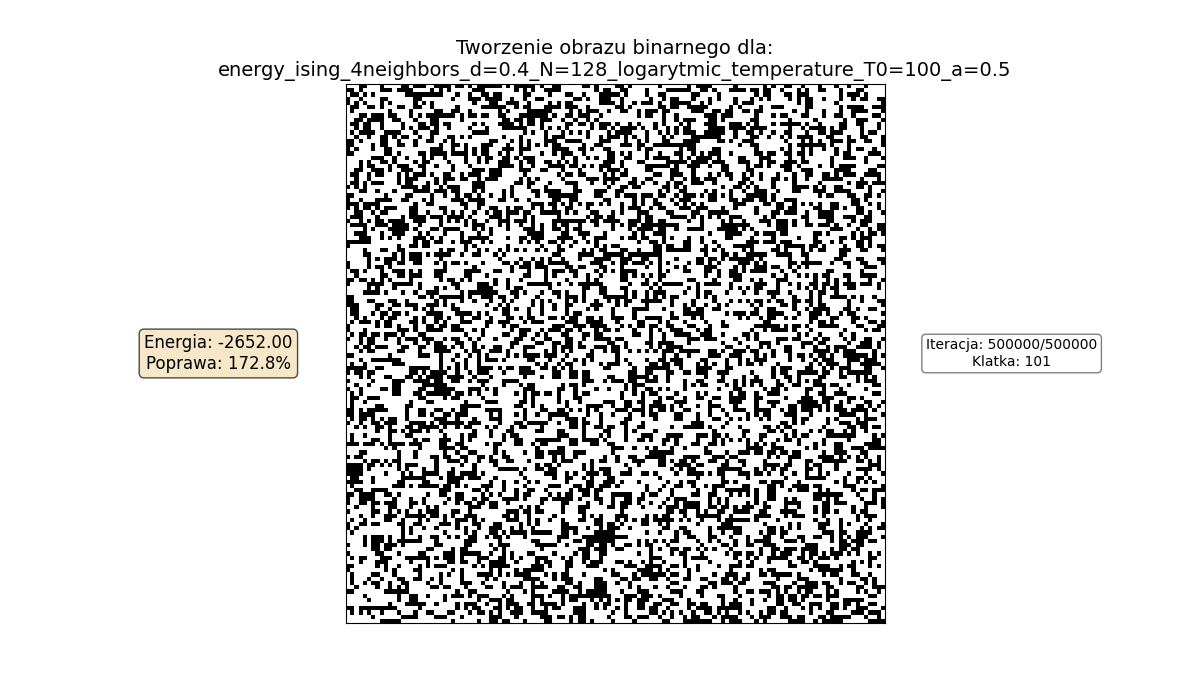 Tworzenie obrazu binarnego dla:
energy_ising_4neighbors_d=0.4_N=128_logarytmic_temperature_T0=100_a=0.5
Energia: -2652.00
Poprawa: 172.8%
Iteracja: 500000/500000
Klatka: 101